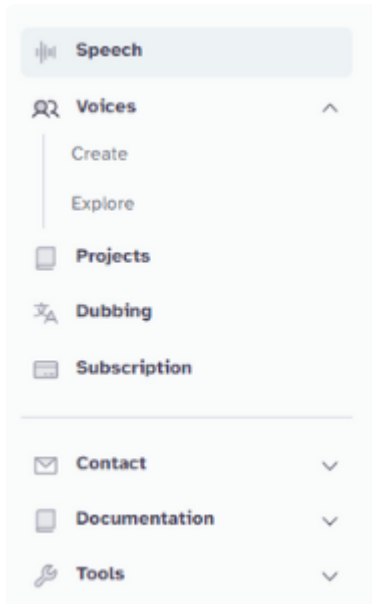 Speech
Voices
Create
Explore
Projects
Dubbing
Subscription
Contact
Documentation
Tools